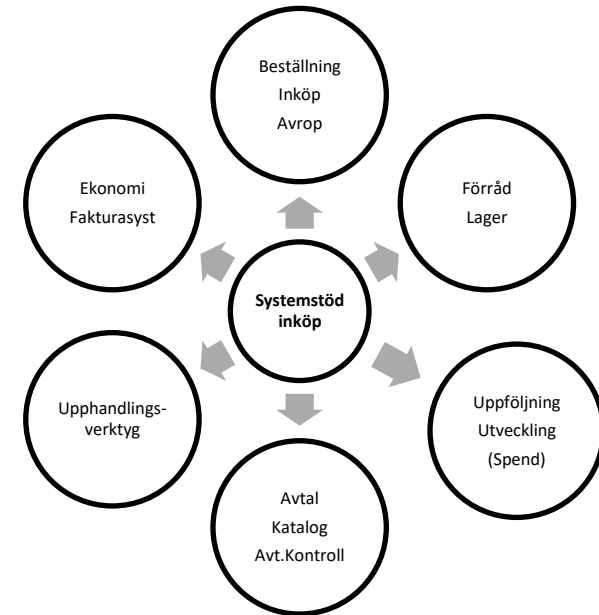 Beställning
Inköp
Avrop
Förråd
Lager
Uppföljning
Utveckling
(Spend)
Avtal
Katalog
Avt.Kontroll
Upphandlings-
verktyg
Ekonomi
Fakturasyst
Systemstöd
inköp